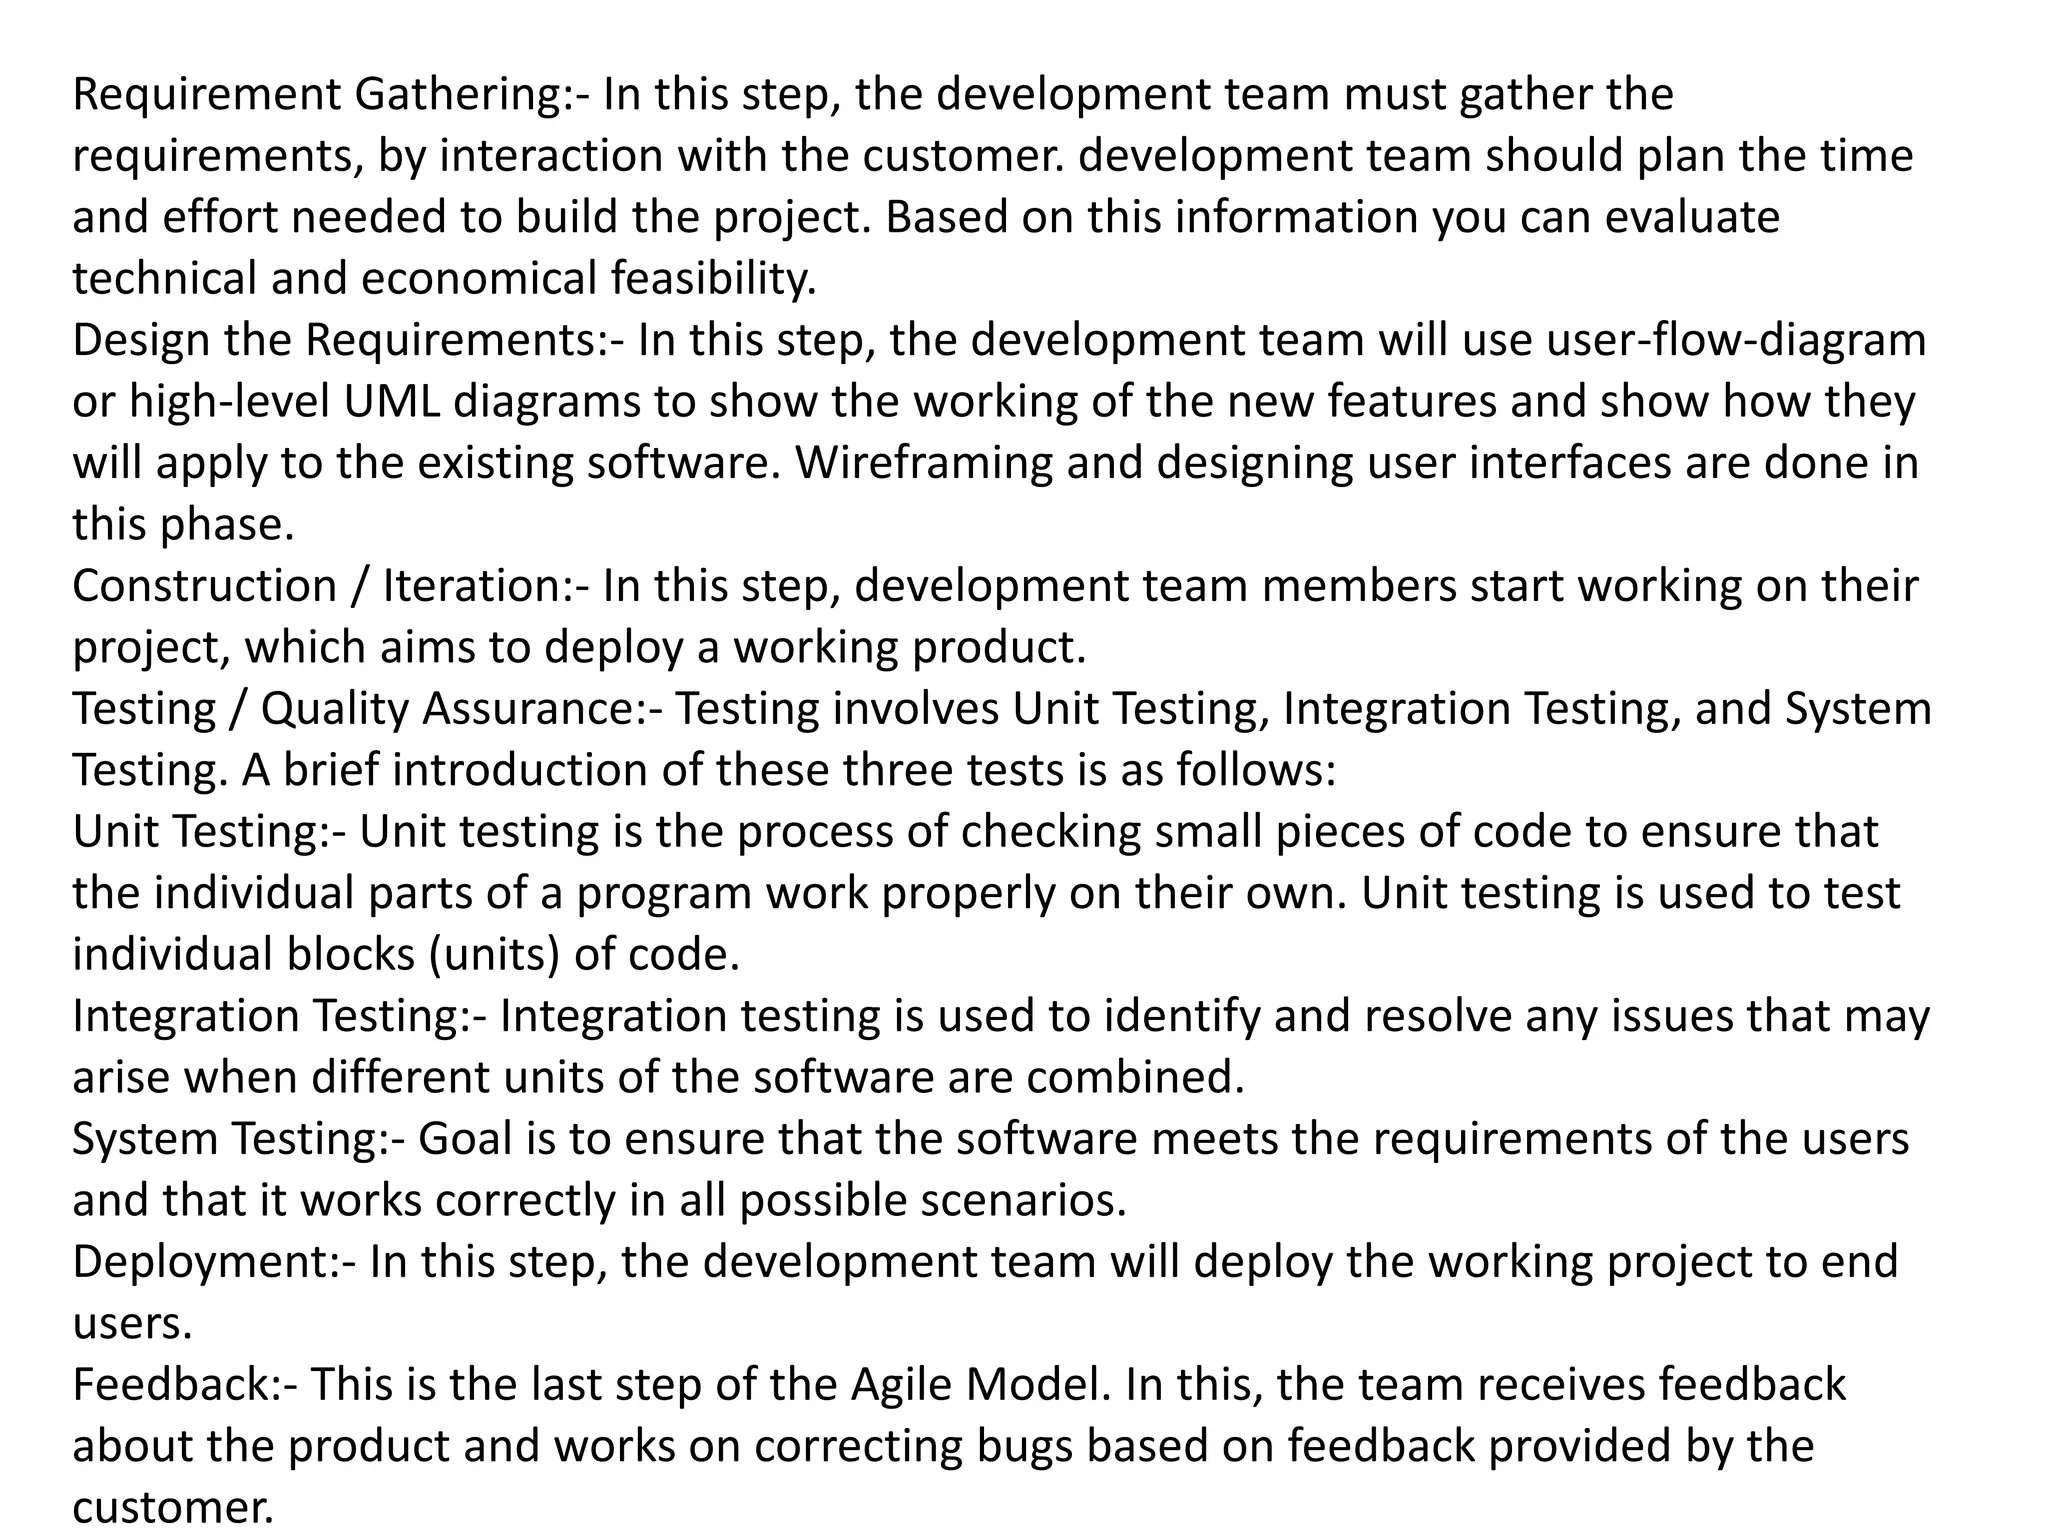 Requirement Gathering:- In this step, the development team must gather the
requirements, by interaction with the customer. development team should plan the time
and effort needed to build the project. Based on this information you can evaluate
technical and economical feasibility.
Design the Requirements:- In this step, the development team will use user-flow-diagram
or high-level UML diagrams to show the working of the new features and show how they
will apply to the existing software. Wireframing and designing user interfaces are done in
this phase.
Construction / Iteration:- In this step, development team members start working on their
project, which aims to deploy a working product.
Testing / Quality Assurance:- Testing involves Unit Testing, Integration Testing, and System
Testing. A brief introduction of these three tests is as follows:
Unit Testing:- Unit testing is the process of checking small pieces of code to ensure that
the individual parts of a program work properly on their own. Unit testing is used to test
individual blocks (units) of code.
Integration Testing:- Integration testing is used to identify and resolve any issues that may
arise when different units of the software are combined.
System Testing:- Goal is to ensure that the software meets the requirements of the users
and that it works correctly in all possible scenarios.
Deployment:- In this step, the development team will deploy the working project to end
users.
Feedback:- This is the last step of the Agile Model. In this, the team receives feedback
about the product and works on correcting bugs based on feedback provided by the
customer.